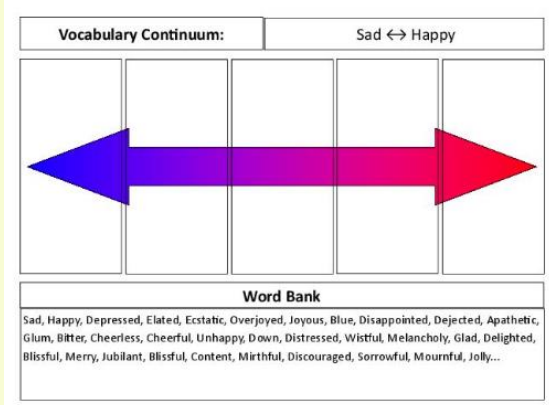 Vocabulary Continuum:
Sad ↔ Happy
Word Bank
Sad, Happy, Depressed, Elated, Ecstatic, Overjoyed, Joyous, Blue, Disappointed, Dejected, Apathetic,
Glum, Bitter, Cheerless, Cheerful, Unhappy, Down, Distressed, Wistful, Melancholy, Glad, Delighted,
Blissful, Merry, Jubilant, Blissful, Content, Mirthful, Discouraged, Sorrowful, Mournful, Jolly...